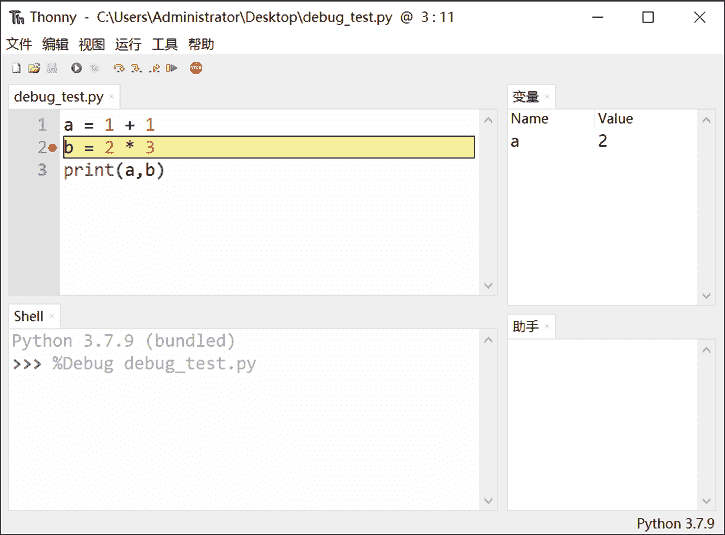 Thonny - C:\Users\Administrator\Desktop\debug_test.py @ 3:11
文件 编辑 视图 运行 工具 帮助
STOP
debug_test.py ×
1 a = 1 + 1
2 b = 2 * 3
3 print(a,b)
变量 ×
Name Value
a 2
Shell ×
Python 3.7.9 (bundled)
>>> %Debug debug_test.py
助手 ×
Python 3.7.9